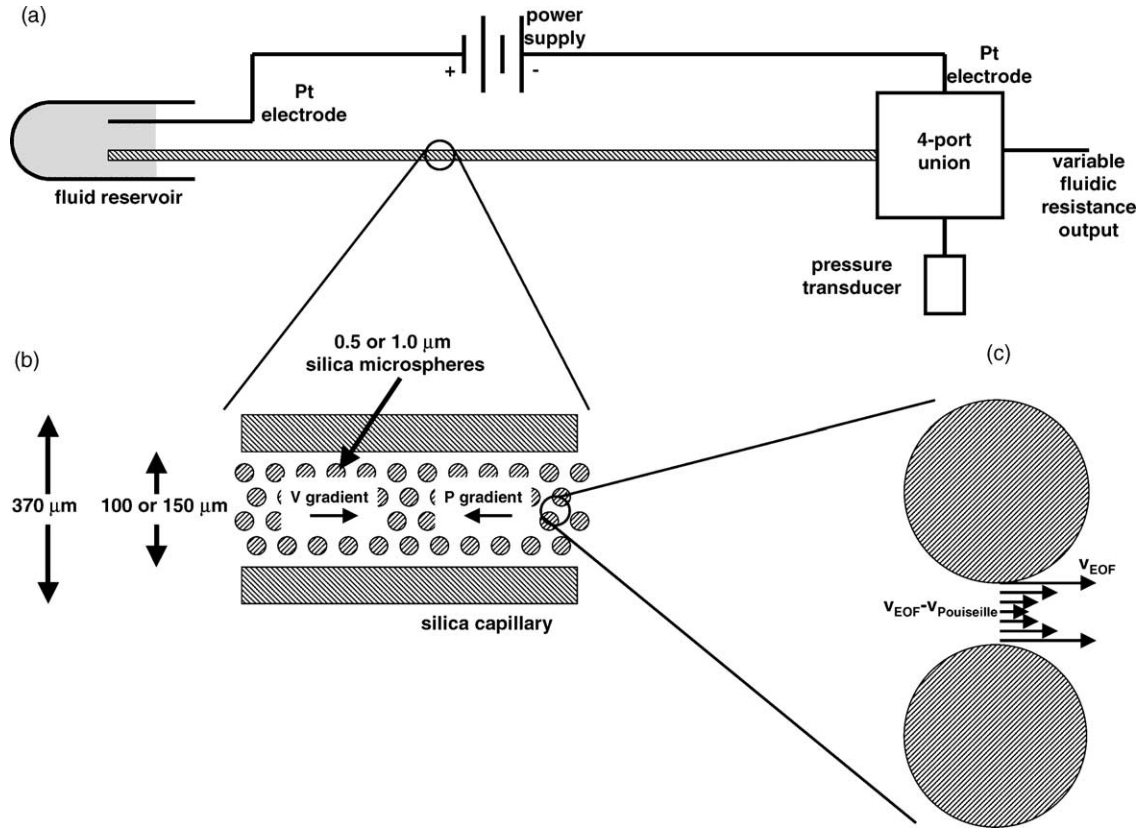 (a)
power
supply
+
-
Pt
electrode
Pt
electrode
4-port
union
fluid reservoir
variable
fluidic
resistance
output
pressure
transducer
(b)
0.5 or 1.0 μm
silica microspheres
(c)
370 μm
100 or 150 μm
V gradient
P gradient
silica capillary
vEOF
vEOF-vPouiseille